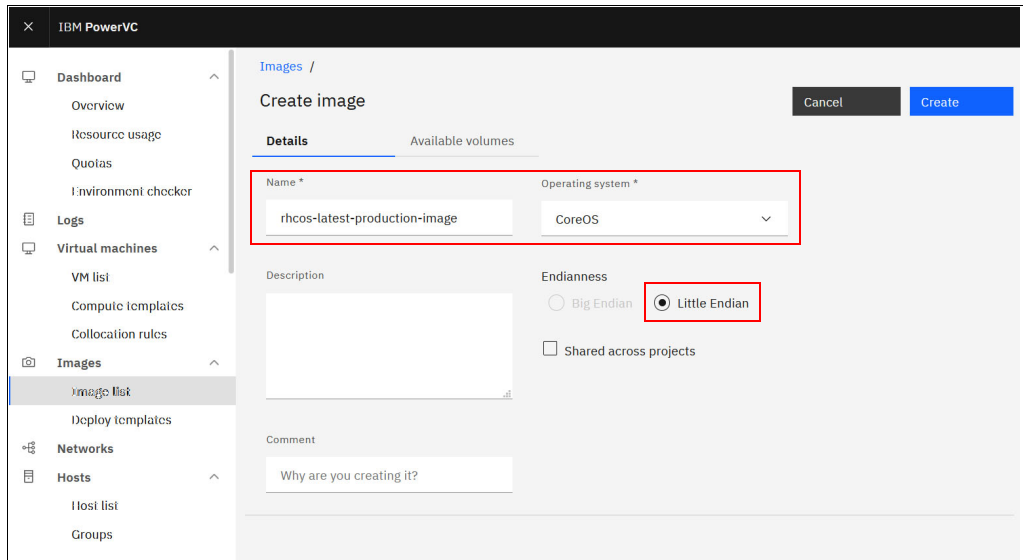 IBM PowerVC
Dashboard
Overview
Resource usage
Quotas
Environment checker
Logs
Virtual machines
VM list
Compute templates
Collocation rules
Images
Image list
Deploy templates
Networks
Hosts
Host list
Groups
Images /
Create image
Cancel
Create
Details
Available volumes
Name *
rhcos-latest-production-image
Operating system *
CoreOS
Description
Endianness
Big Endian
Little Endian
Shared across projects
Comment
Why are you creating it?